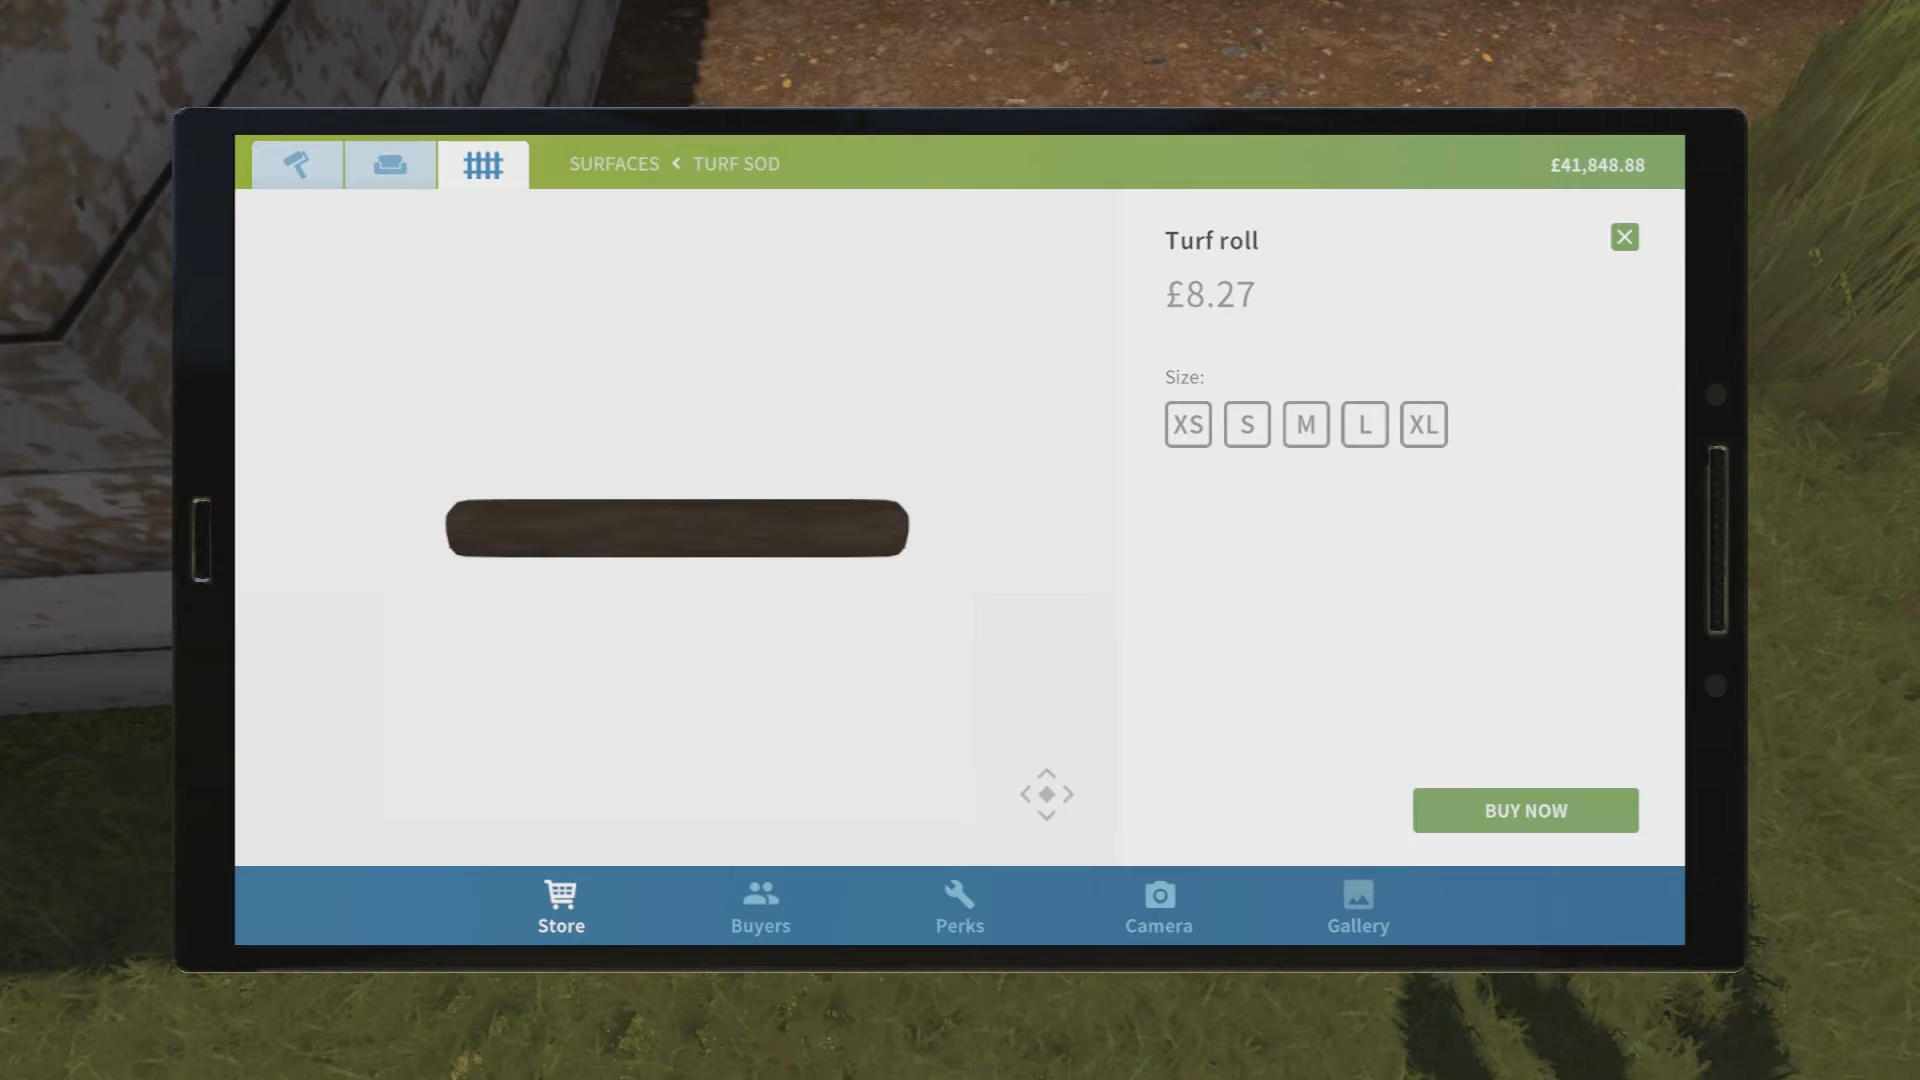 SURFACES < TURF SOD
£41,848.88
Turf roll
£8.27
Size:
XS S M L XL
BUY NOW
Store Buyers Perks Camera Gallery